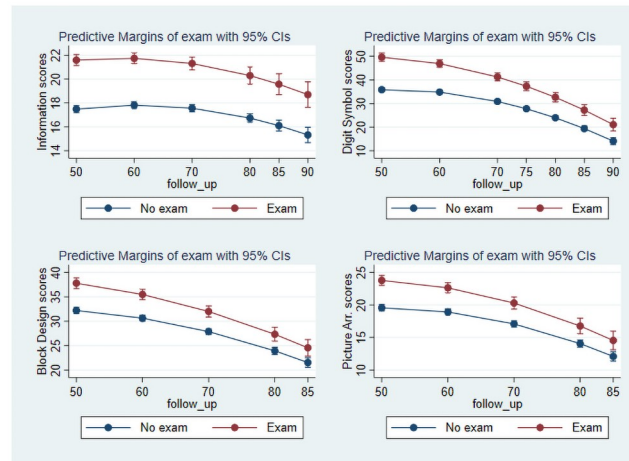 Predictive Margins of exam with 95% CIs
Information scores
22
20
18
16
14
50 60 70 80 85 90
follow_up
No exam Exam
Predictive Margins of exam with 95% CIs
Digit Symbol scores
50
40
30
20
10
50 60 70 75 80 85 90
follow_up
No exam Exam
Predictive Margins of exam with 95% CIs
Block Design scores
40
35
30
25
20
50 60 70 80 85
follow_up
No exam Exam
Predictive Margins of exam with 95% CIs
Picture Arr. scores
25
20
15
10
50 60 70 80 85
follow_up
No exam Exam